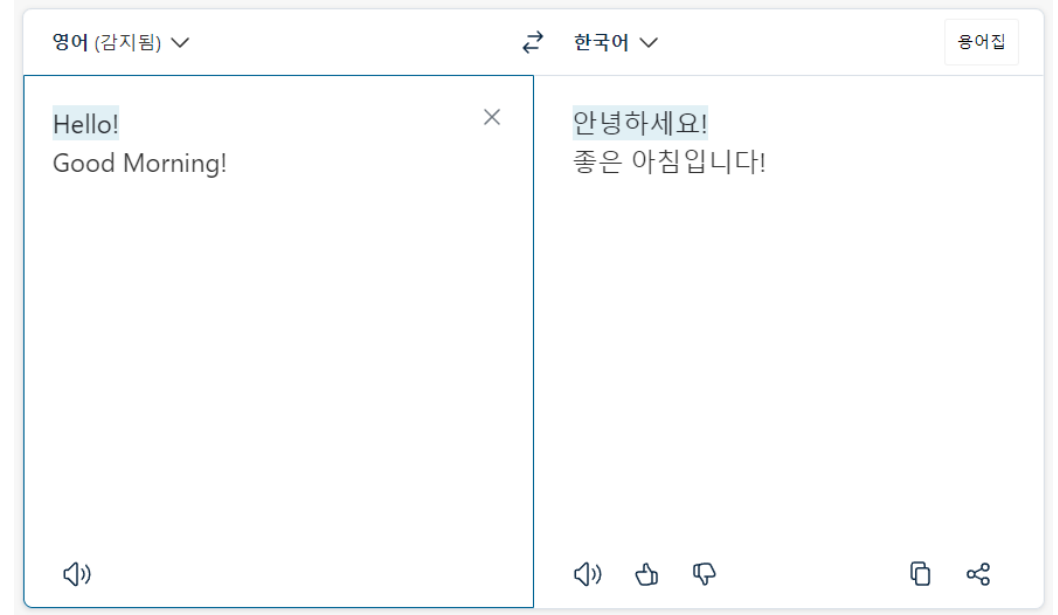 영어 (감지됨)
한국어
용어집
Hello!
Good Morning!
안녕하세요!
좋은 아침입니다!